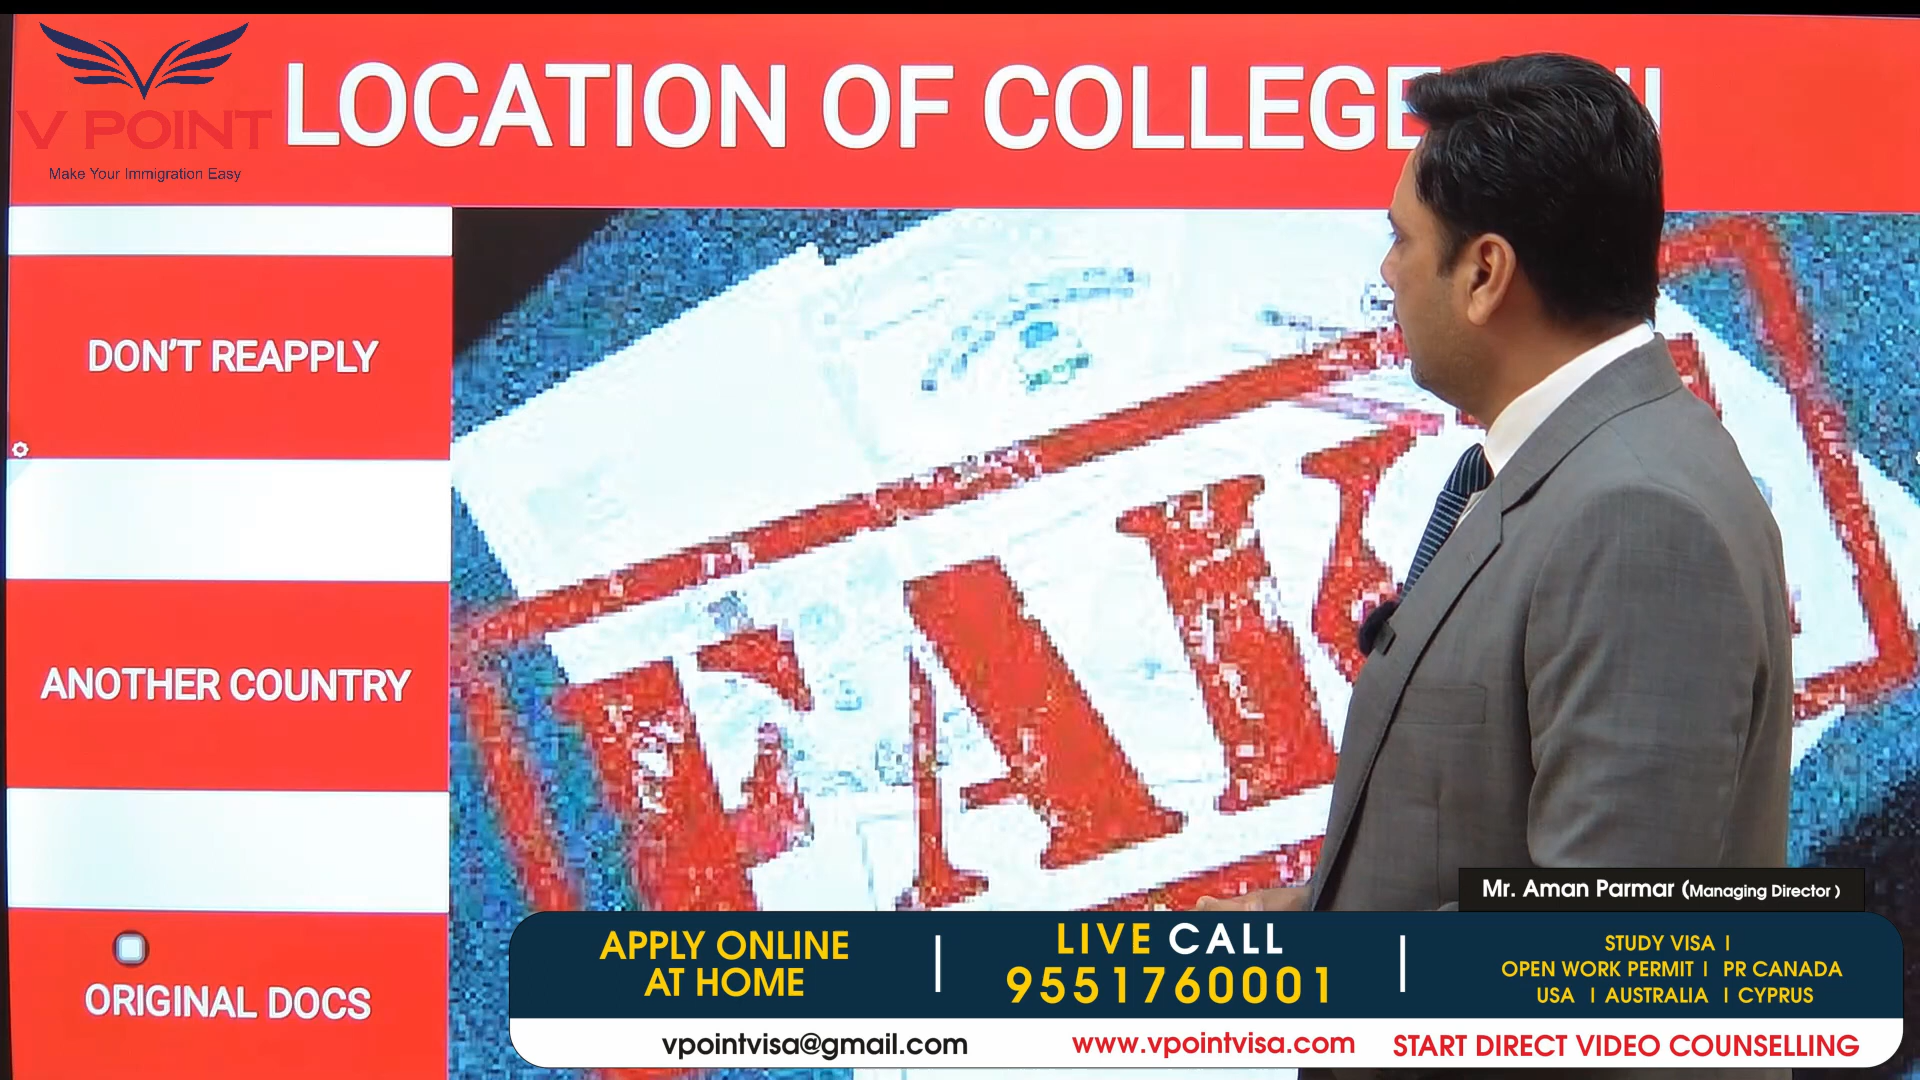 V POINT
Make Your Immigration Easy
LOCATION OF COLLEGE
DON'T REAPPLY
ANOTHER COUNTRY
ORIGINAL DOCS
FAK
Mr. Aman Parmar (Managing Director )
APPLY ONLINE
AT HOME
LIVE CALL
9551760001
STUDY VISA |
OPEN WORK PERMIT | PR CANADA
USA | AUSTRALIA | CYPRUS
vpointvisa@gmail.com
www.vpointvisa.com
START DIRECT VIDEO COUNSELLING